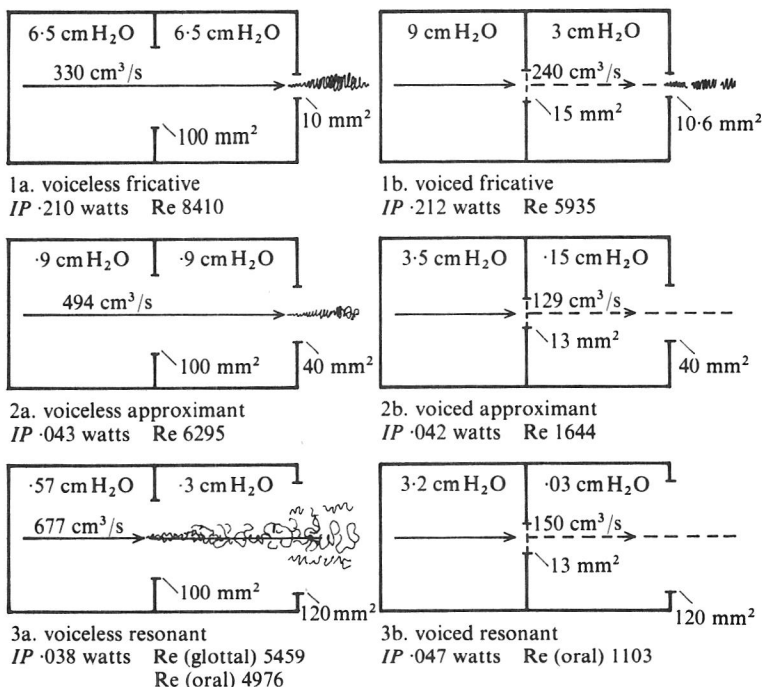 6·5 cm H₂O 6·5 cm H₂O
330 cm³/s
100 mm²
10 mm²
1a. voiceless fricative
IP ·210 watts Re 8410
9 cm H₂O 3 cm H₂O
240 cm³/s
15 mm²
10·6 mm²
1b. voiced fricative
IP ·212 watts Re 5935
·9 cm H₂O ·9 cm H₂O
494 cm³/s
100 mm²
40 mm²
2a. voiceless approximant
IP ·043 watts Re 6295
3·5 cm H₂O ·15 cm H₂O
129 cm³/s
13 mm²
40 mm²
2b. voiced approximant
IP ·042 watts Re 1644
·57 cm H₂O ·3 cm H₂O
677 cm³/s
100 mm²
120 mm²
3a. voiceless resonant
IP ·038 watts Re (glottal) 5459
Re (oral) 4976
3·2 cm H₂O ·03 cm H₂O
150 cm³/s
13 mm²
120 mm²
3b. voiced resonant
IP ·047 watts Re (oral) 1103